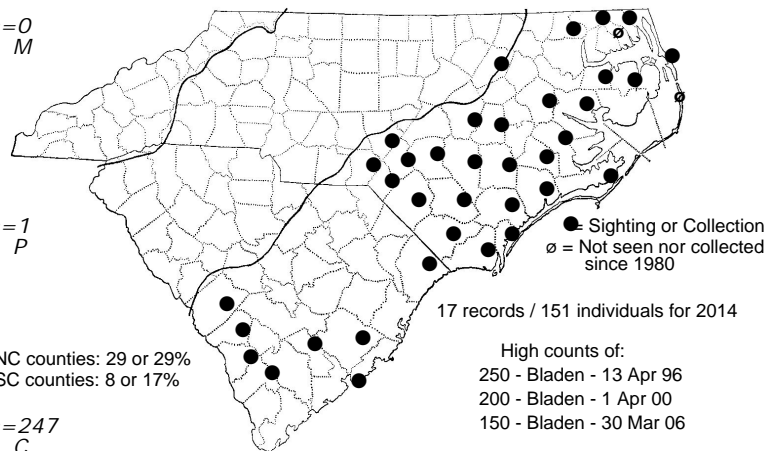 =0
M
=1
P
● = Sighting or Collection
ø = Not seen nor collected
since 1980
17 records / 151 individuals for 2014
NC counties: 29 or 29%
SC counties: 8 or 17%
High counts of:
250 - Bladen - 13 Apr 96
200 - Bladen - 1 Apr 00
150 - Bladen - 30 Mar 06
=247
C